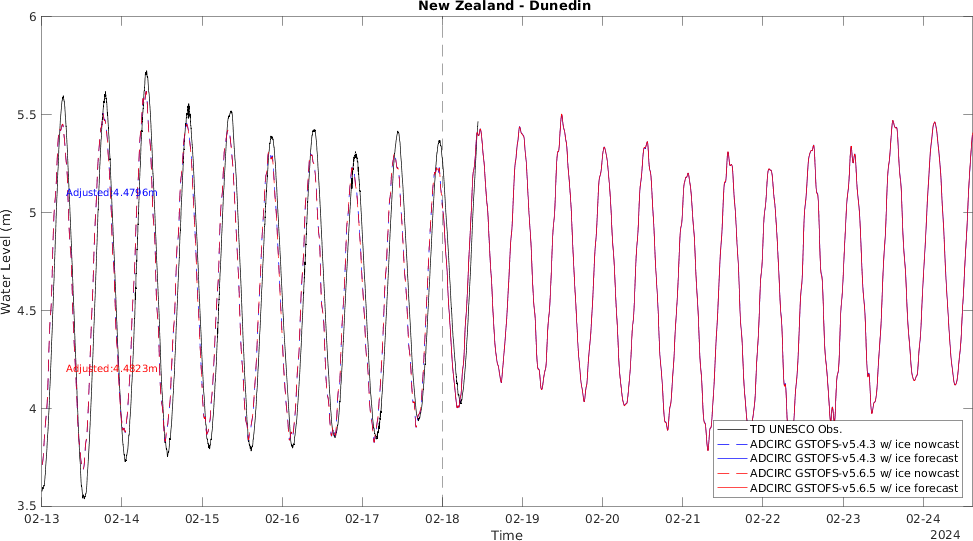 New Zealand - Dunedin
6
5.5
5
4.5
4
3.5
Water Level (m)
Adjusted:4.4796m
Adjusted:4.4823m
TD UNESCO Obs.
ADCIRC GSTOFS-v5.4.3 w/ ice nowcast
ADCIRC GSTOFS-v5.4.3 w/ ice forecast
ADCIRC GSTOFS-v5.6.5 w/ ice nowcast
ADCIRC GSTOFS-v5.6.5 w/ ice forecast
02-13 02-14 02-15 02-16 02-17 02-18 02-19 02-20 02-21 02-22 02-23 02-24
Time
2024